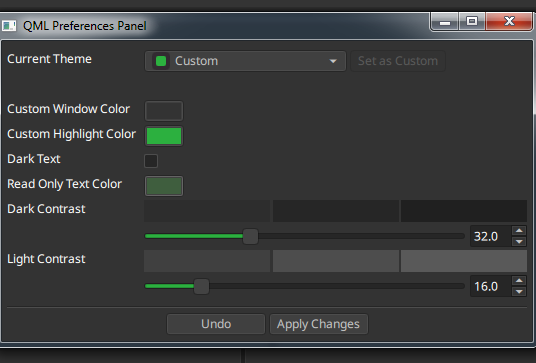 QML Preferences Panel
Current Theme Custom Set as Custom
Custom Window Color
Custom Highlight Color
Dark Text
Read Only Text Color
Dark Contrast
32.0
Light Contrast
16.0
Undo Apply Changes